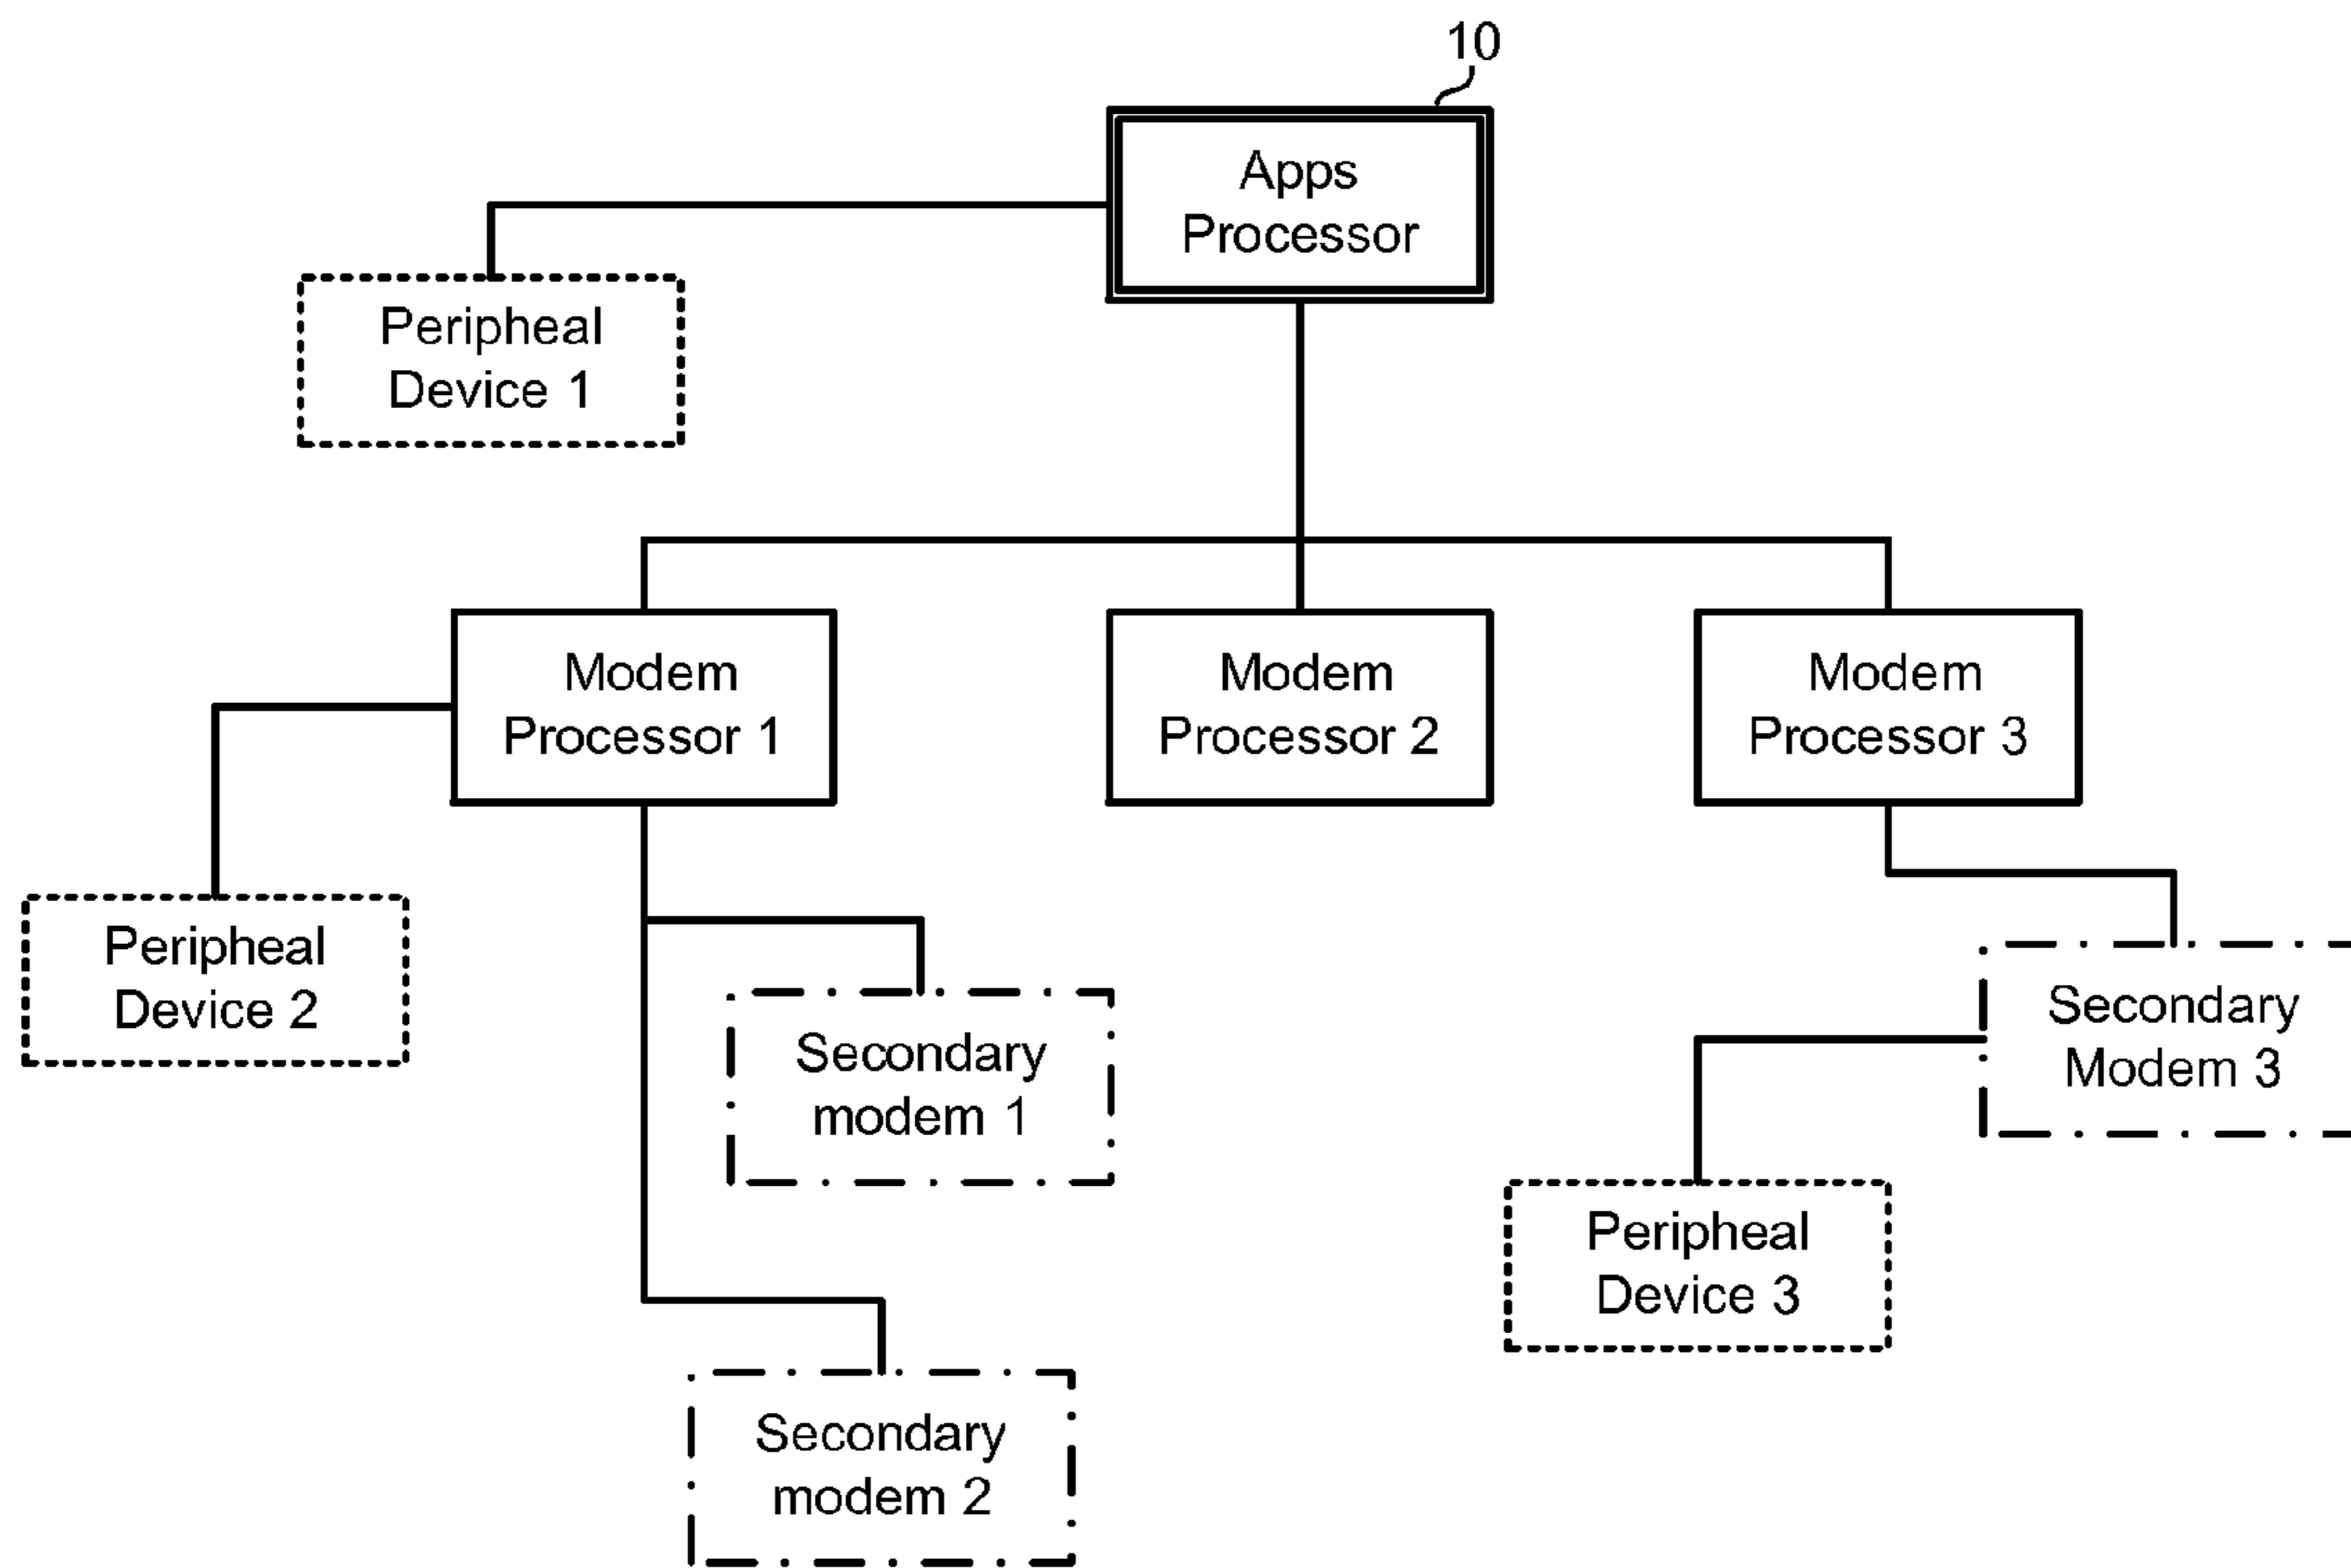 10
Apps
Processor
Peripheal
Device 1
Modem
Processor 1
Modem
Processor 2
Modem
Processor 3
Peripheal
Device 2
Secondary
modem 1
Secondary
Modem 3
Peripheal
Device 3
Secondary
modem 2